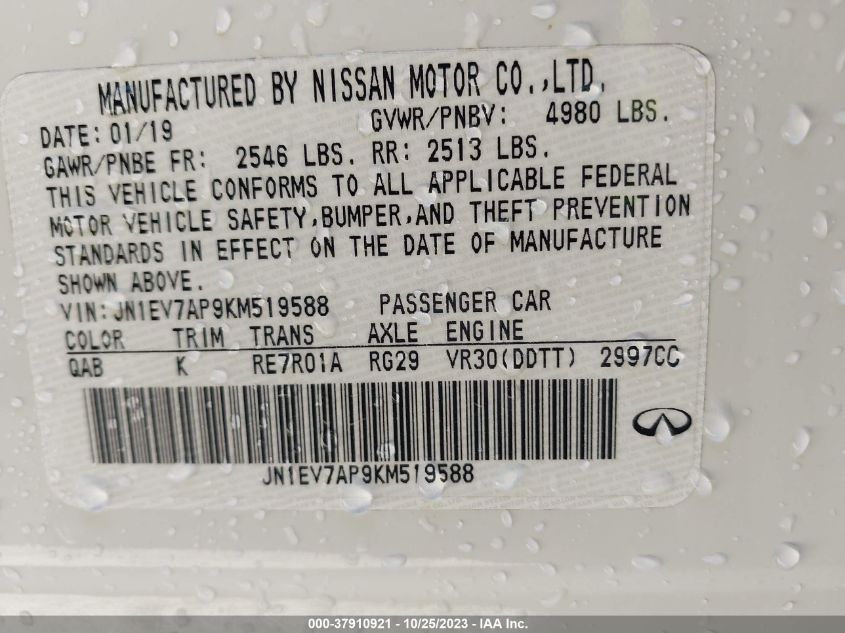 MANUFACTURED BY NISSAN MOTOR CO.,LTD.
DATE: 01/19 GVWR/PNBV: 4980 LBS.
GAWR/PNBE FR: 2546 LBS. RR: 2513 LBS.
THIS VEHICLE CONFORMS TO ALL APPLICABLE FEDERAL
MOTOR VEHICLE SAFETY,BUMPER,AND THEFT PREVENTION
STANDARDS IN EFFECT ON THE DATE OF MANUFACTURE
SHOWN ABOVE.
VIN:JN1EV7AP9KM519588 PASSENGER CAR
COLOR TRIM TRANS AXLE ENGINE
QAB K RE7R01A RG29 VR30(DDTT) 2997CC
JN1EV7AP9KM519588
000-37910921 - 10/25/2023 - IAA Inc.